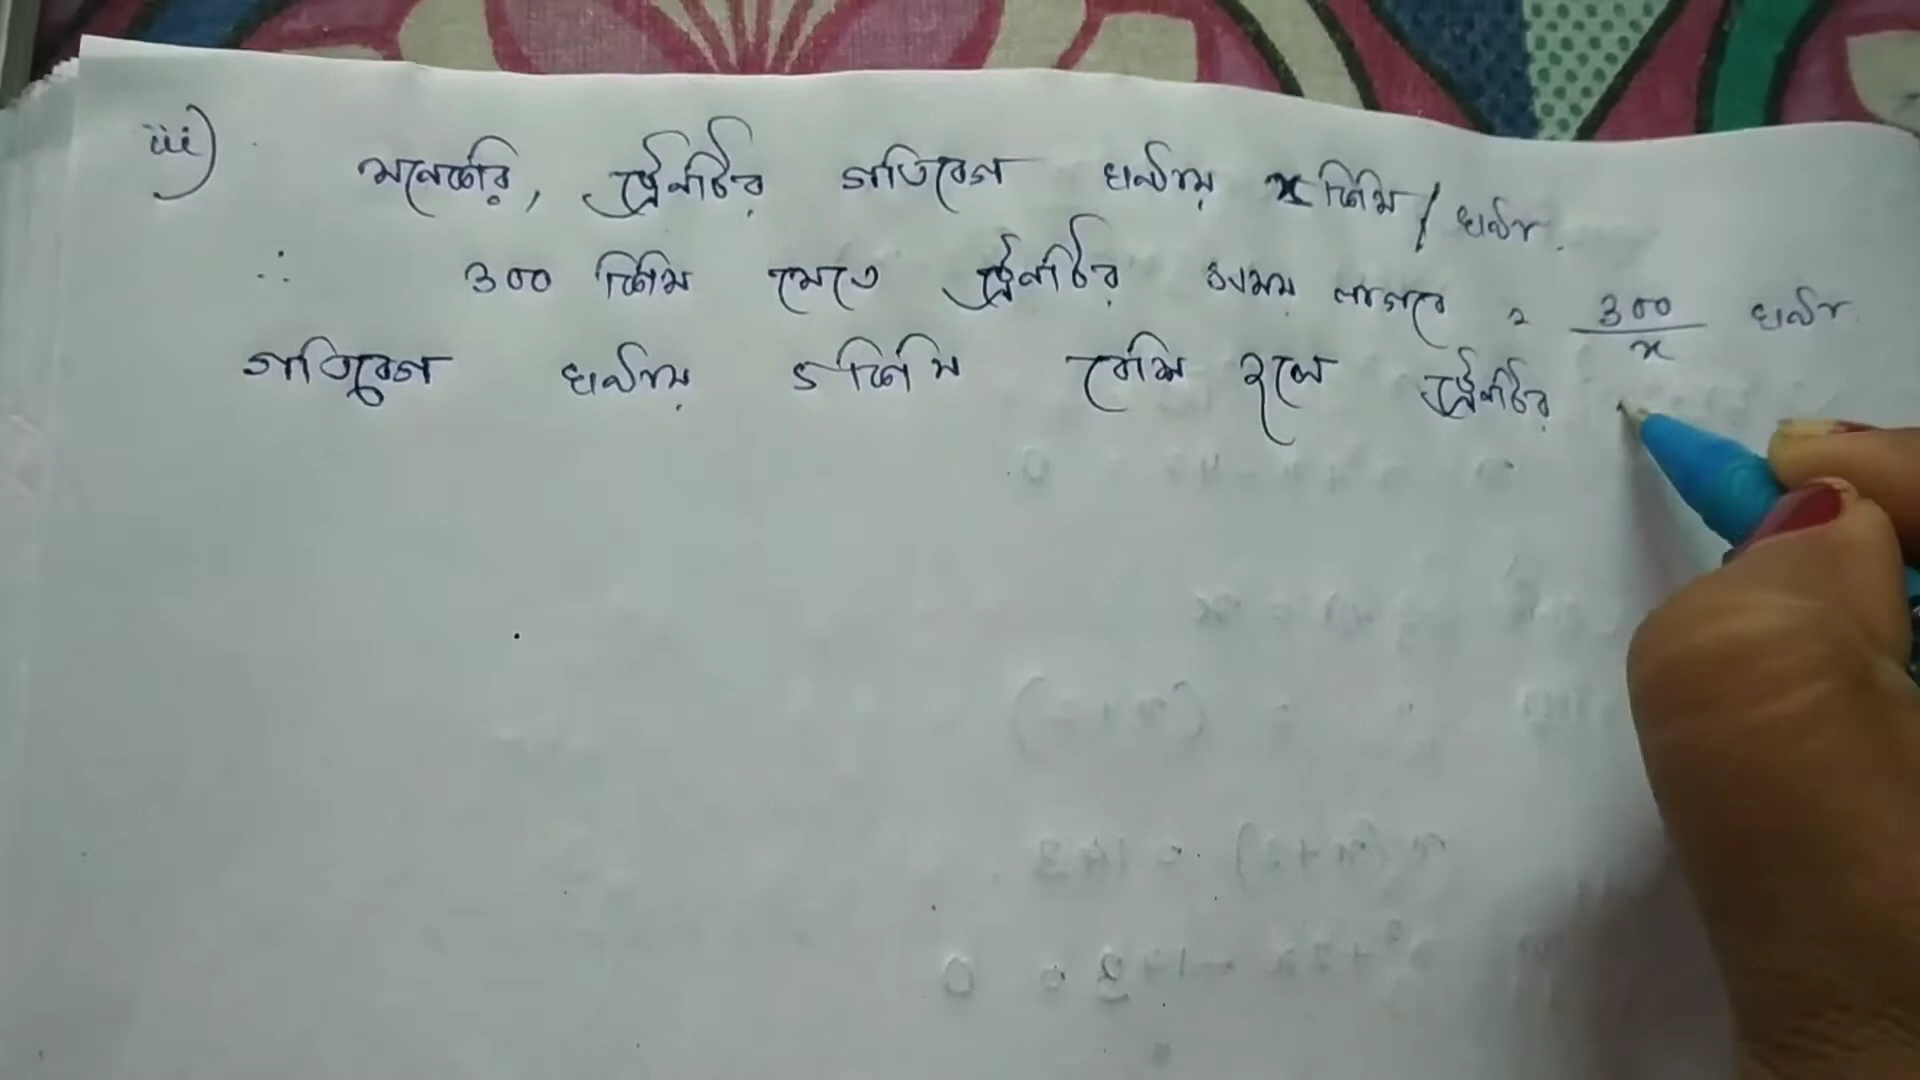 iii) মনেকরি, ট্রেনটির গতিবেগ ঘন্টায় x কিমি/ঘন্টা.
∴ 300 কিমি যেতে ট্রেনটির সময় লাগবে = 300/x ঘন্টা
গতিবেগ ঘন্টায় 5 কিমি বেশি হলে ট্রেনটির